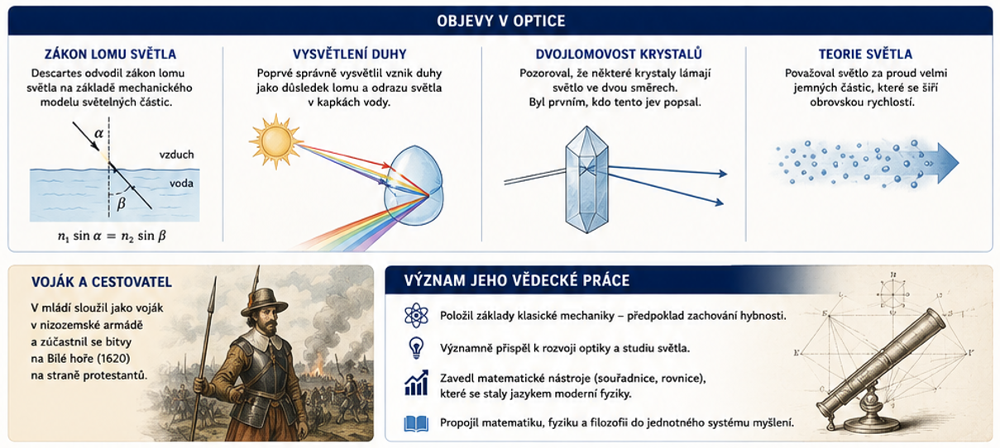 OBJEVY V OPTICE
ZÁKON LOMU SVĚTLA
Descartes odvodil zákon lomu
světla na základě mechanického
modelu světelných částic.
α
vzduch
voda
β
n₁ sin α = n₂ sin β
VYSVĚTLENÍ DUHY
Poprvé správně vysvětlil vznik duhy
jako důsledek lomu a odrazu světla
v kapkách vody.
DVOJLOMOVOST KRYSTALŮ
Pozoroval, že některé krystaly lámají
světlo ve dvou směrech.
Byl prvním, kdo tento jev popsal.
TEORIE SVĚTLA
Považoval světlo za proud velmi
jemných částic, které se šíří
obrovskou rychlostí.
VOJÁK A CESTOVATEL
V mládí sloužil jako voják
v nizozemské armádě
a zúčastnil se bitvy
na Bílé hoře (1620)
na straně protestantů.
VÝZNAM JEHO VĚDECKÉ PRÁCE
Položil základy klasické mechaniky – předpoklad zachování hybnosti.
Významně přispěl k rozvoji optiky a studiu světla.
Zavedl matematické nástroje (souřadnice, rovnice),
které se staly jazykem moderní fyziky.
Propojil matematiku, fyziku a filozofii do jednotného systému myšlení.